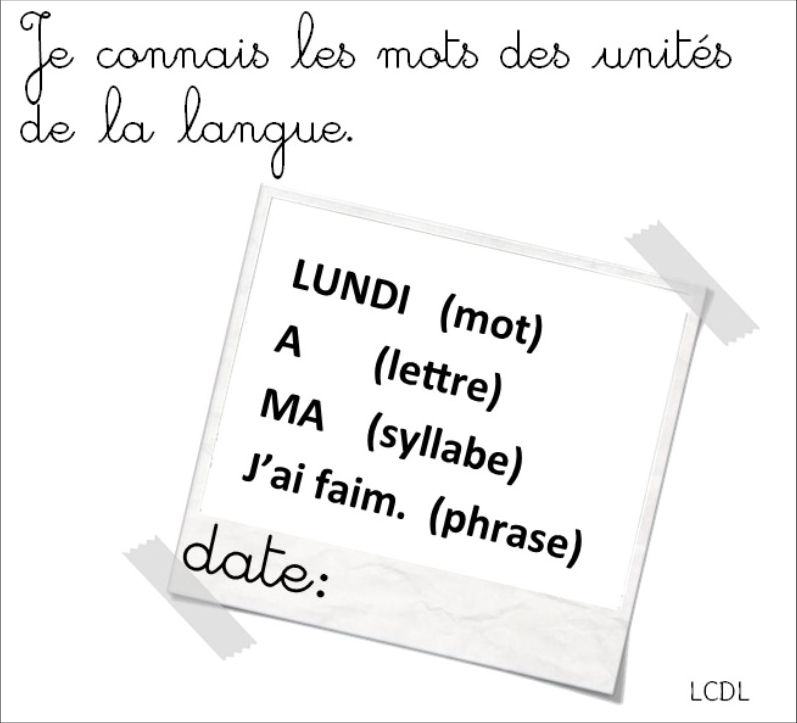 Je connais les mots des unités
de la langue.
LUNDI (mot)
A (lettre)
MA (syllabe)
J'ai faim. (phrase)
date:
LCDL